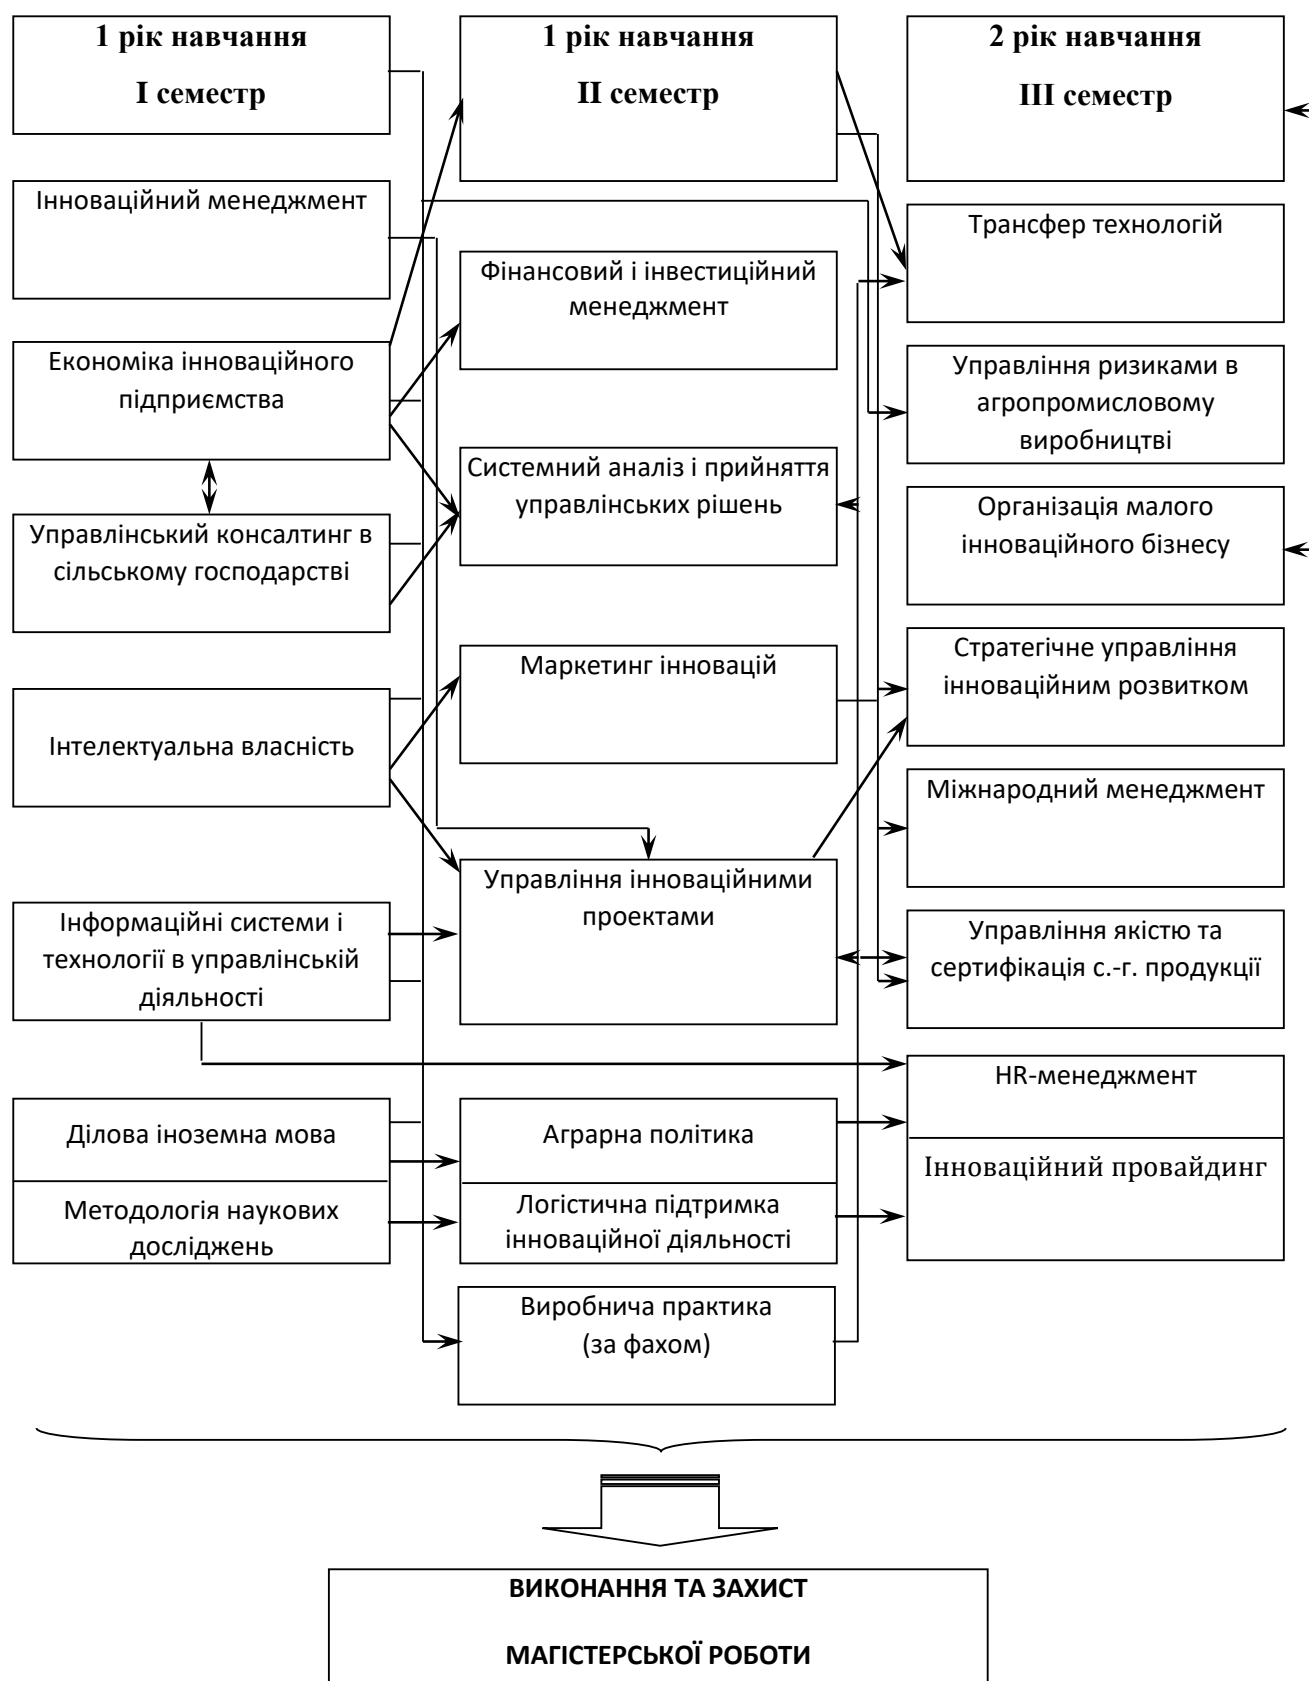 1 рік навчання
І семестр
Інноваційний менеджмент
Економіка інноваційного
підприємства
Управлінський консалтинг в
сільському господарстві
Інтелектуальна власність
Інформаційні системи і
технології в управлінській
діяльності
Ділова іноземна мова
Методологія наукових
досліджень
1 рік навчання
ІІ семестр
Фінансовий і інвестиційний
менеджмент
Системний аналіз і прийняття
управлінських рішень
Маркетинг інновацій
Управління інноваційними
проектами
Аграрна політика
Логістична підтримка
інноваційної діяльності
Виробнича практика
(за фахом)
2 рік навчання
ІІІ семестр
Трансфер технологій
Управління ризиками в
агропромисловому
виробництві
Організація малого
інноваційного бізнесу
Стратегічне управління
інноваційним розвитком
Міжнародний менеджмент
Управління якістю та
сертифікація с.-г. продукції
HR-менеджмент
Інноваційний провайдинг
ВИКОНАННЯ ТА ЗАХИСТ
МАГІСТЕРСЬКОЇ РОБОТИ